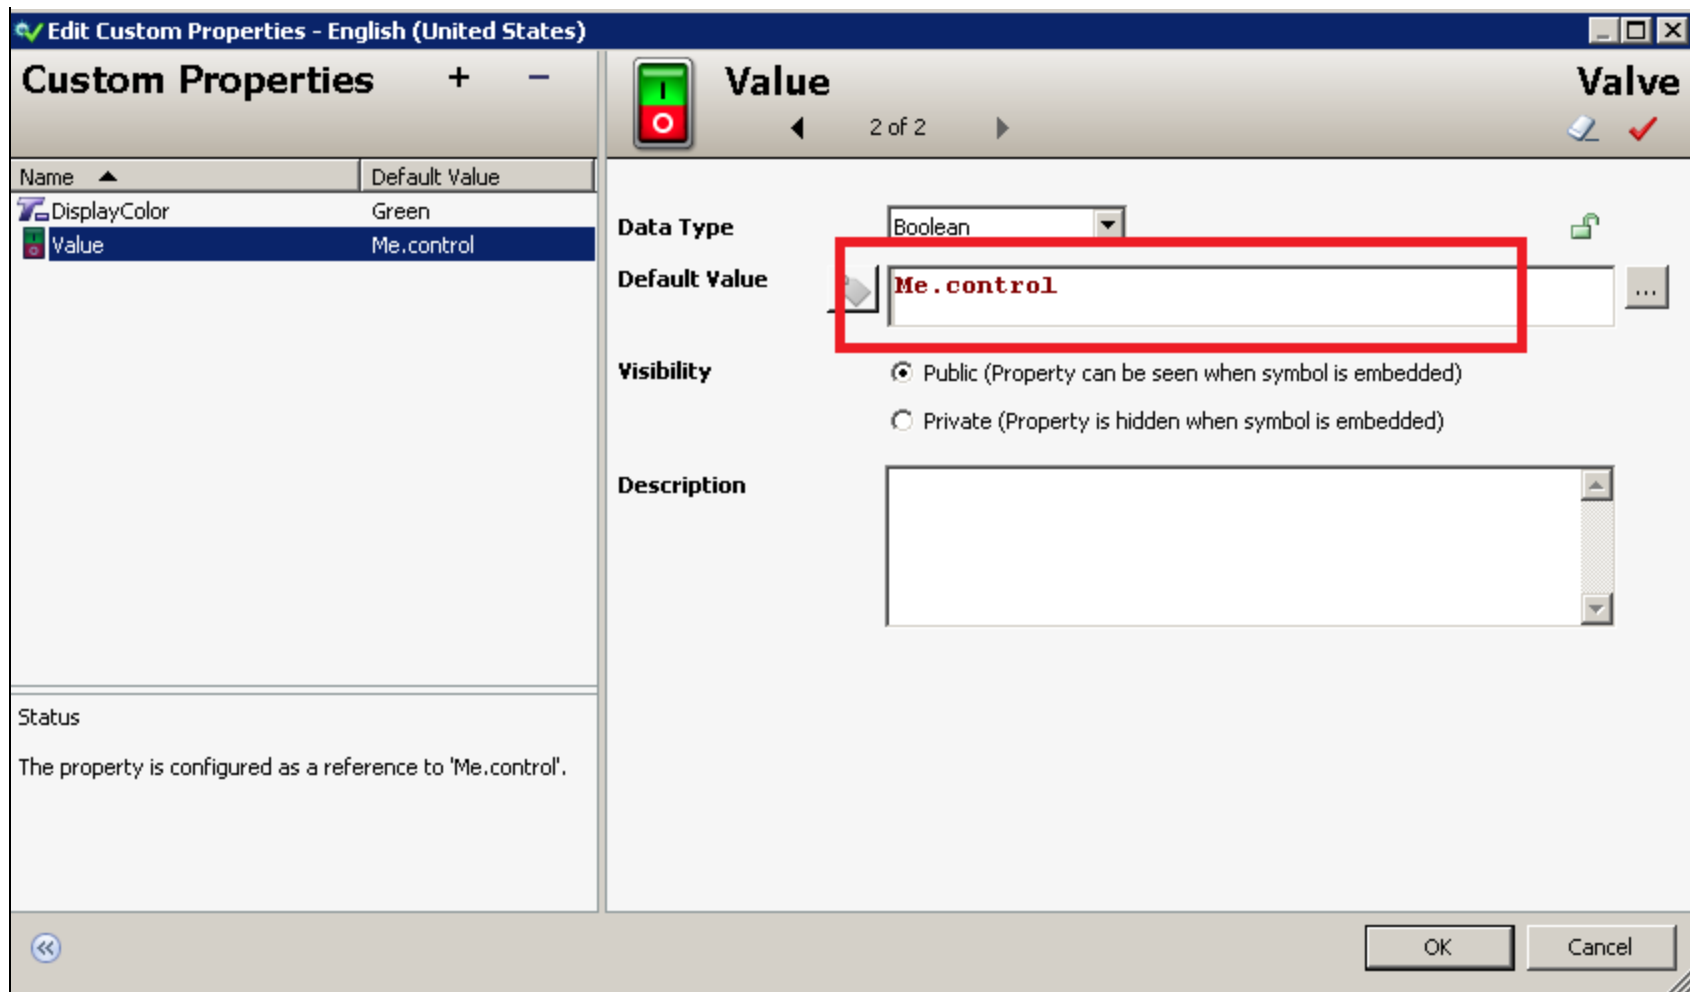 Edit Custom Properties - English (United States)
Custom Properties + −
Name Default Value
DisplayColor Green
Value Me.control
Status
The property is configured as a reference to 'Me.control'.
Value Valve
2 of 2
Data Type Boolean
Default Value Me.control ...
Visibility Public (Property can be seen when symbol is embedded)
Private (Property is hidden when symbol is embedded)
Description
OK Cancel